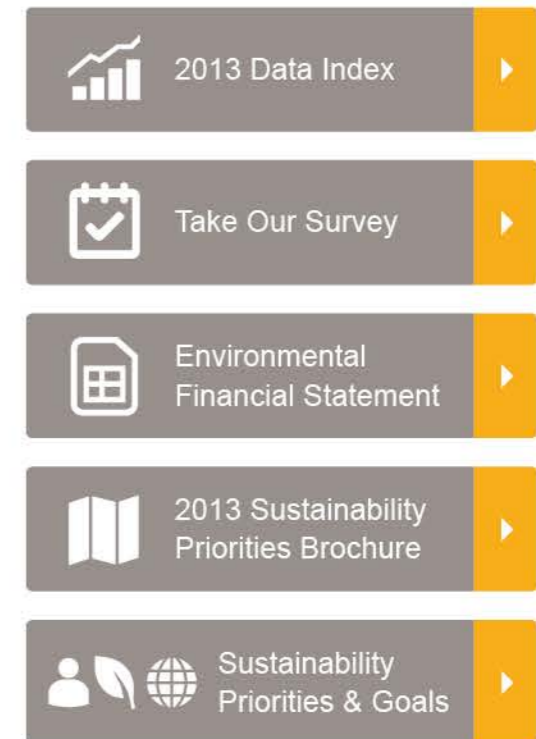 2013 Data Index
Take Our Survey
Environmental
Financial Statement
2013 Sustainability
Priorities Brochure
Sustainability
Priorities & Goals